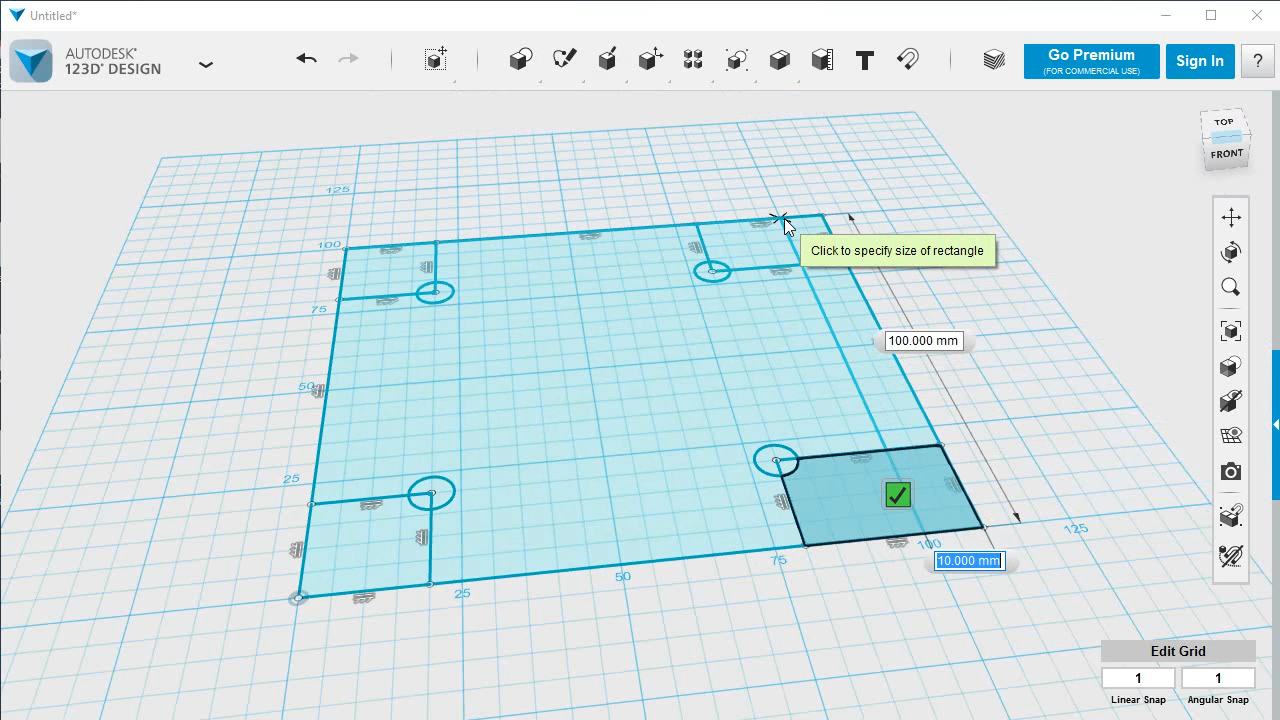 Untitled*
AUTODESK®
123D® DESIGN
Go Premium
(FOR COMMERCIAL USE)
Sign In
?
TOP
FRONT
125
100
75
50
25
Click to specify size of rectangle
100.000 mm
10.000 mm
25
50
75
100
125
Edit Grid
1
1
Linear Snap
Angular Snap